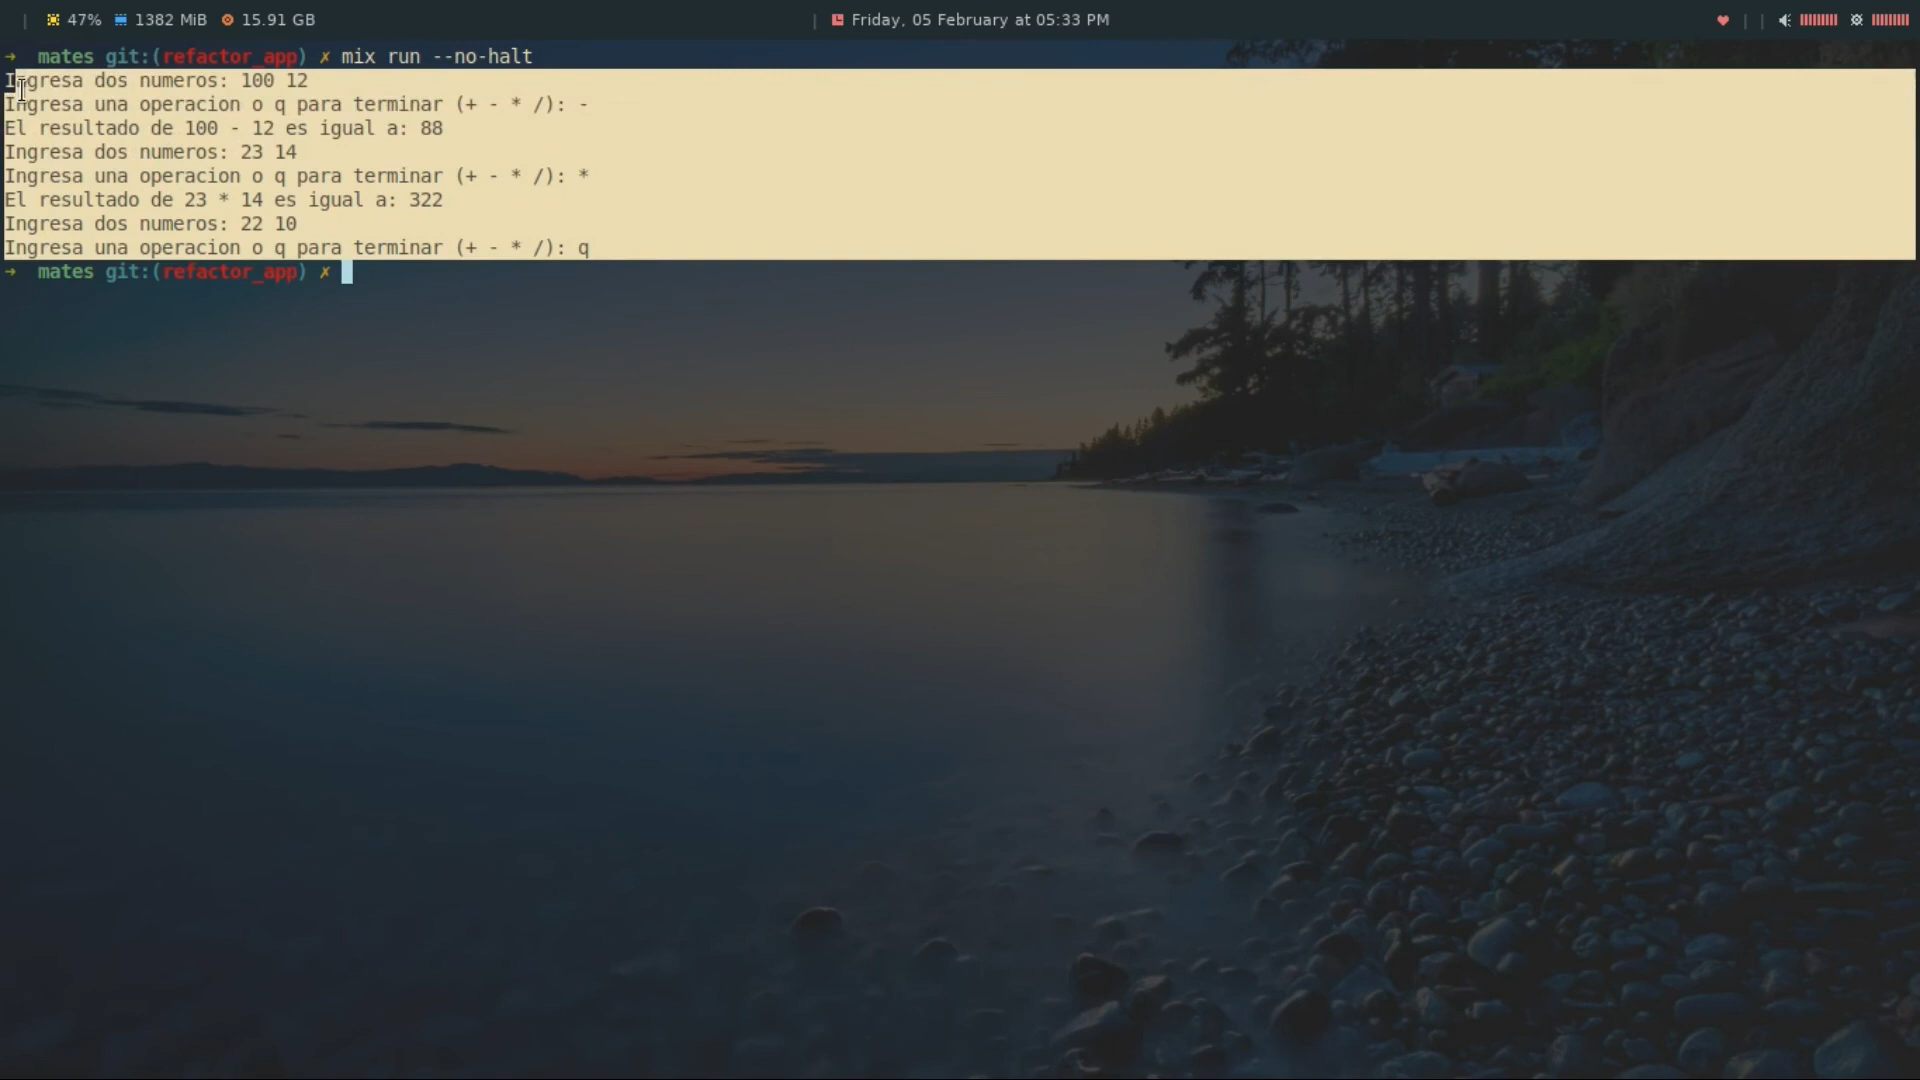 47% 1382 MiB 15.91 GB Friday, 05 February at 05:33 PM
→ mates git:(refactor_app) ✗ mix run --no-halt
Ingresa dos numeros: 100 12
Ingresa una operacion o q para terminar (+ - * /): -
El resultado de 100 - 12 es igual a: 88
Ingresa dos numeros: 23 14
Ingresa una operacion o q para terminar (+ - * /): *
El resultado de 23 * 14 es igual a: 322
Ingresa dos numeros: 22 10
Ingresa una operacion o q para terminar (+ - * /): q
→ mates git:(refactor_app) ✗